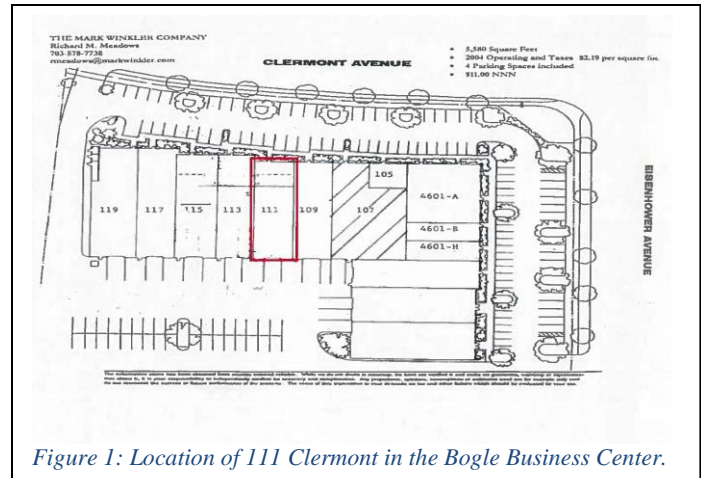 THE MARK WINKLER COMPANY
Richard M. Meadows
703-578-7738
rmeadows@markwinkler.com
CLERMONT AVENUE
• 5,580 Square Feet
• 2004 Operating and Taxes $2.19 per square foo
• 4 Parking Spaces included
• $11.00 NNN
EISENHOWER AVENUE
105
119
117
115
113
111
109
107
4601-A
4601-B
4601-H
Figure 1: Location of 111 Clermont in the Bogle Business Center.